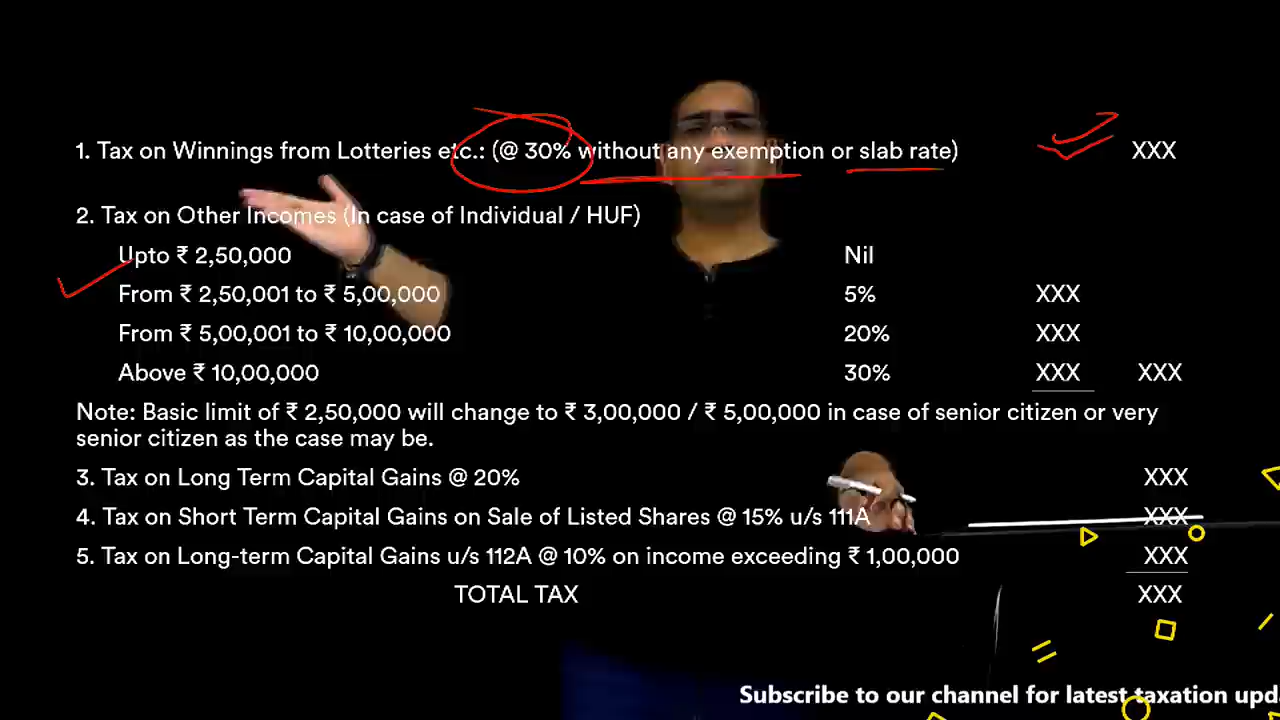 1. Tax on Winnings from Lotteries etc.: (@ 30% without any exemption or slab rate) XXX
2. Tax on Other Incomes (In case of Individual / HUF)
Upto ₹ 2,50,000 Nil
From ₹ 2,50,001 to ₹ 5,00,000 5% XXX
From ₹ 5,00,001 to ₹ 10,00,000 20% XXX
Above ₹ 10,00,000 30% XXX XXX
Note: Basic limit of ₹ 2,50,000 will change to ₹ 3,00,000 / ₹ 5,00,000 in case of senior citizen or very
senior citizen as the case may be.
3. Tax on Long Term Capital Gains @ 20% XXX
4. Tax on Short Term Capital Gains on Sale of Listed Shares @ 15% u/s 111A XXX
5. Tax on Long-term Capital Gains u/s 112A @ 10% on income exceeding ₹ 1,00,000 XXX
TOTAL TAX XXX
Subscribe to our channel for latest taxation upd